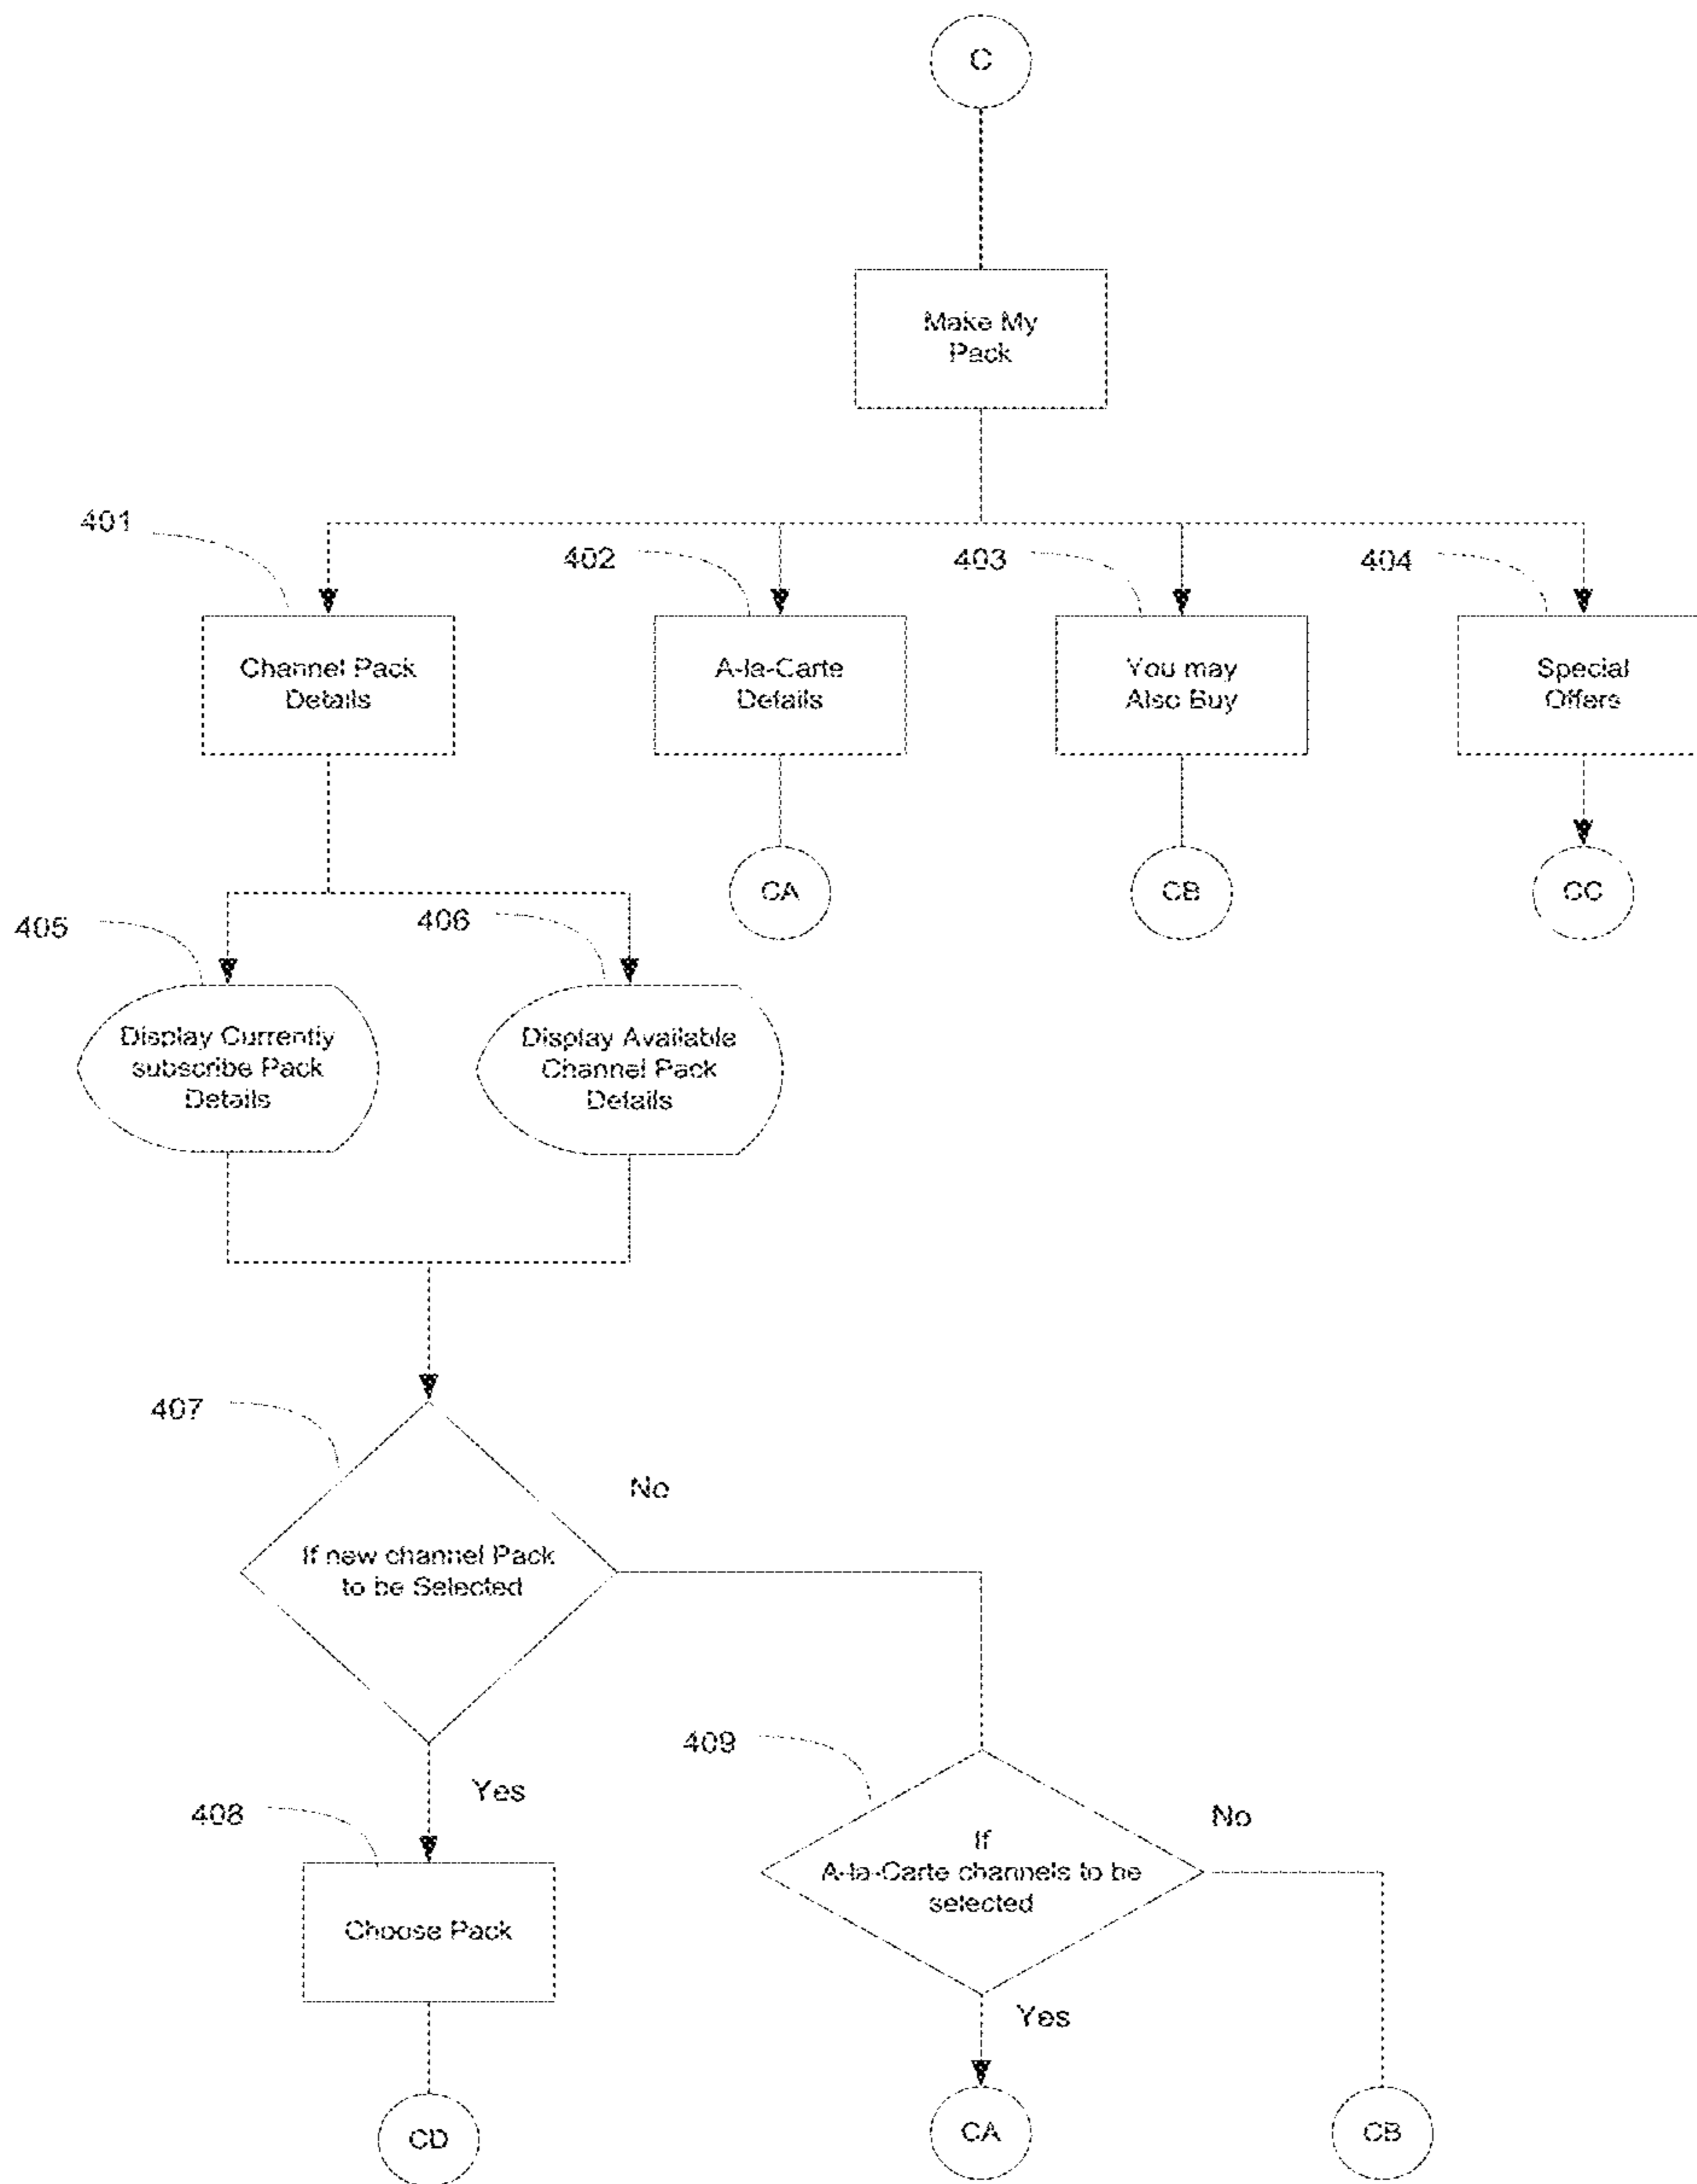 C
Make My
Pack
401
402
403
404
Channel Pack
Details
A-la-Carte
Details
You may
Also Buy
Special
Offers
CA
CB
CC
405
406
Display Currently
subscribe Pack
Details
Display Available
Channel Pack
Details
407
No
If new channel Pack
to be Selected
409
Yes
408
No
If
A-la-Carte channels to be
selected
Choose Pack
Yes
CD
CA
CB